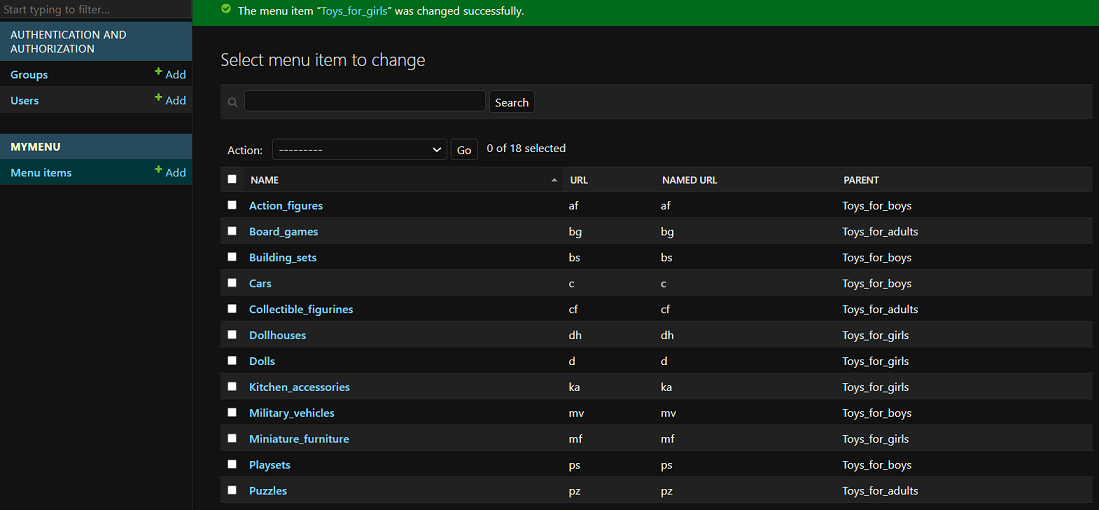 Start typing to filter...
AUTHENTICATION AND
AUTHORIZATION
Groups + Add
Users + Add
MYMENU
Menu items + Add
The menu item “Toys_for_girls” was changed successfully.
Select menu item to change
Search
Action: --------- Go 0 of 18 selected
NAME URL NAMED URL PARENT
Action_figures af af Toys_for_boys
Board_games bg bg Toys_for_adults
Building_sets bs bs Toys_for_boys
Cars c c Toys_for_boys
Collectible_figurines cf cf Toys_for_adults
Dollhouses dh dh Toys_for_girls
Dolls d d Toys_for_girls
Kitchen_accessories ka ka Toys_for_girls
Military_vehicles mv mv Toys_for_boys
Miniature_furniture mf mf Toys_for_girls
Playsets ps ps Toys_for_boys
Puzzles pz pz Toys_for_adults